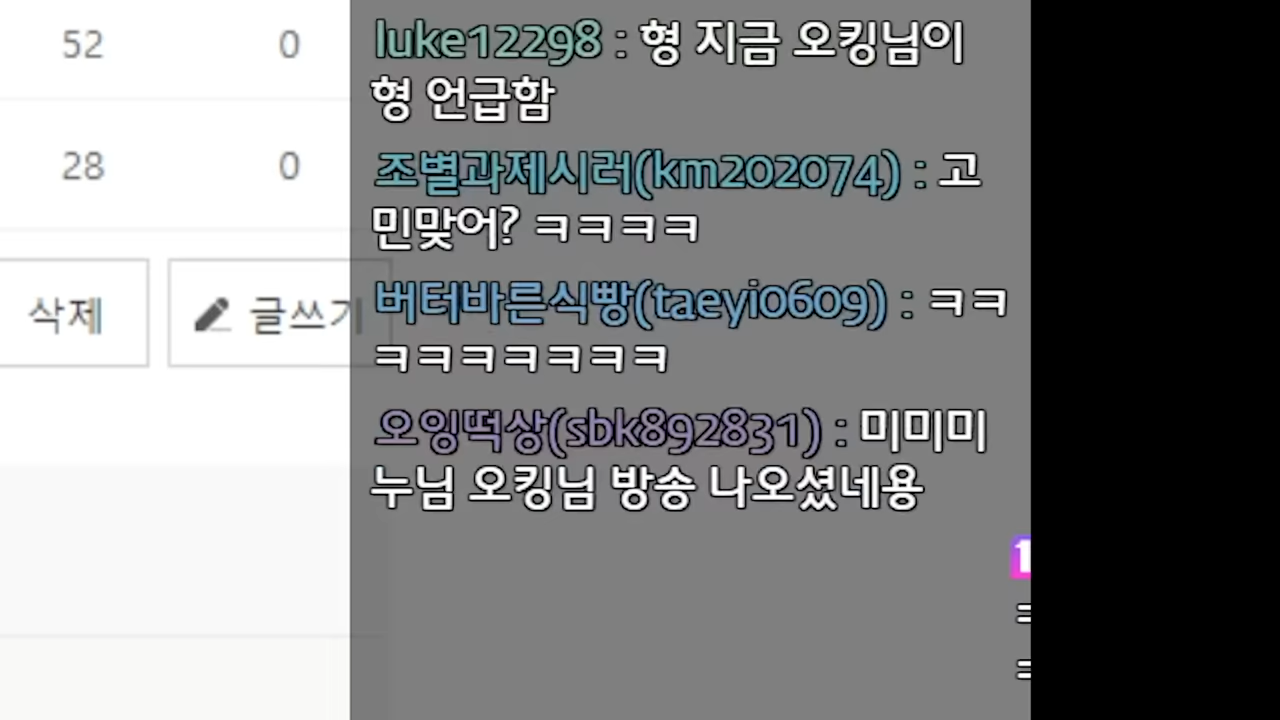 52 0
28 0
삭제 글쓰기
luke12298 : 형 지금 오킹님이
형 언급함
조별과제시러(km202074) : 고
민맞어? ㅋㅋㅋㅋ
버터바른식빵(taeyi0609) : ㅋㅋ
ㅋㅋㅋㅋㅋㅋㅋ
오잉떡상(sbk892831) : 미미미
누님 오킹님 방송 나오셨네용